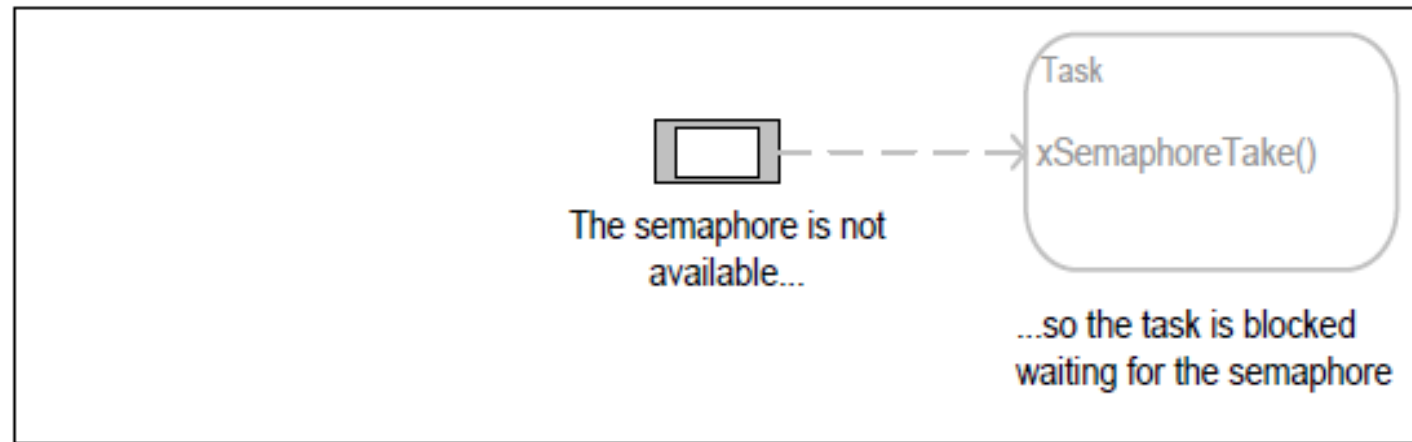 Task
xSemaphoreTake()
The semaphore is not
available...
...so the task is blocked
waiting for the semaphore